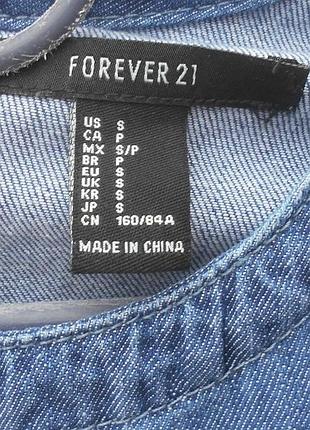 FOREVER 21
US S
CA P
MX S/P
BR P
EU S
UK S
KR S
JP S
CN 160/84A
MADE IN CHINA